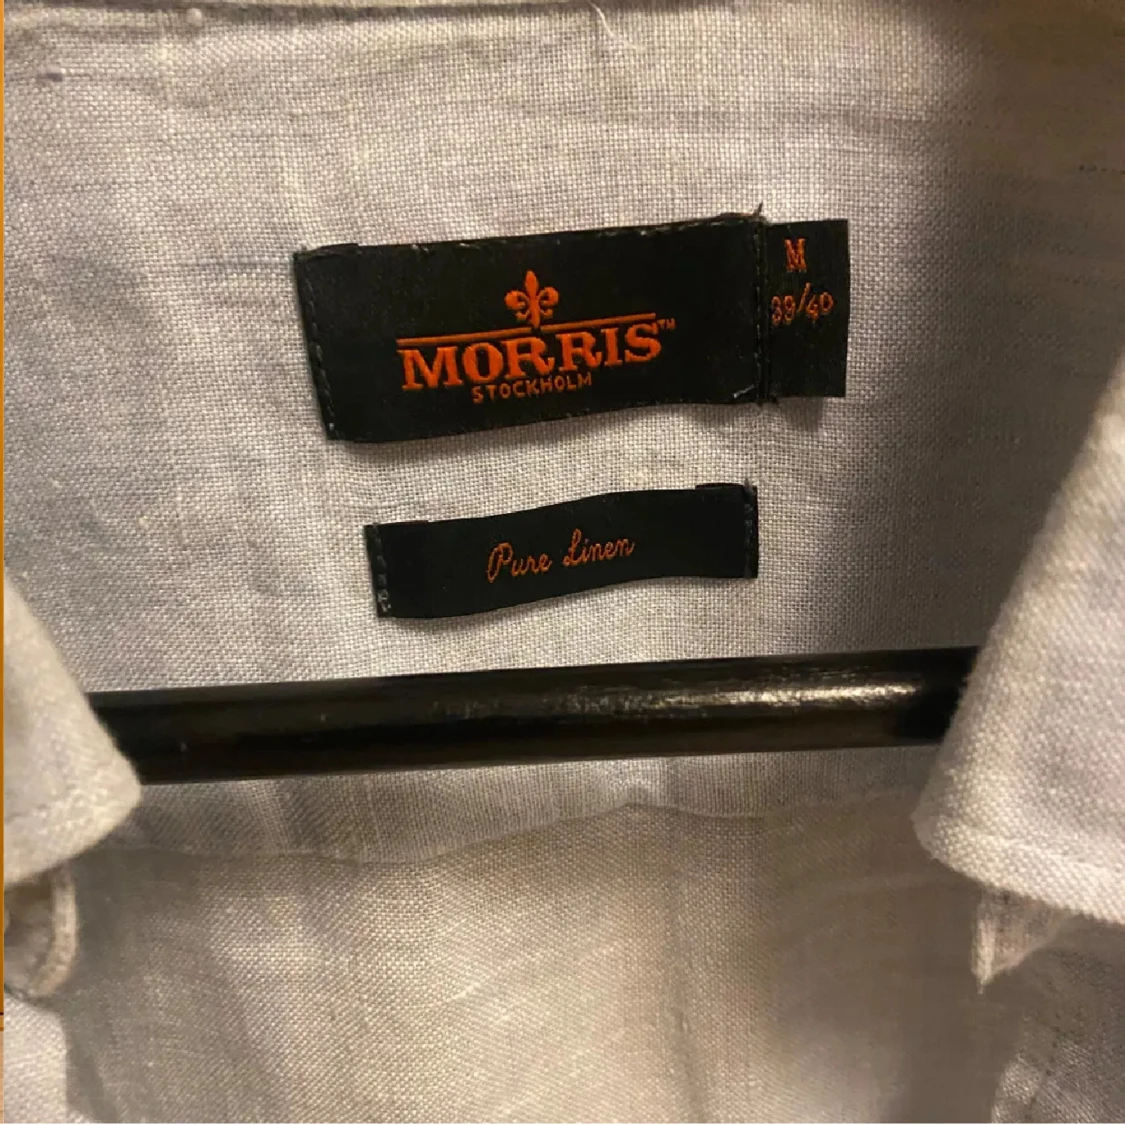 MORRIS™
STOCKHOLM
M
39/40
Pure Linen